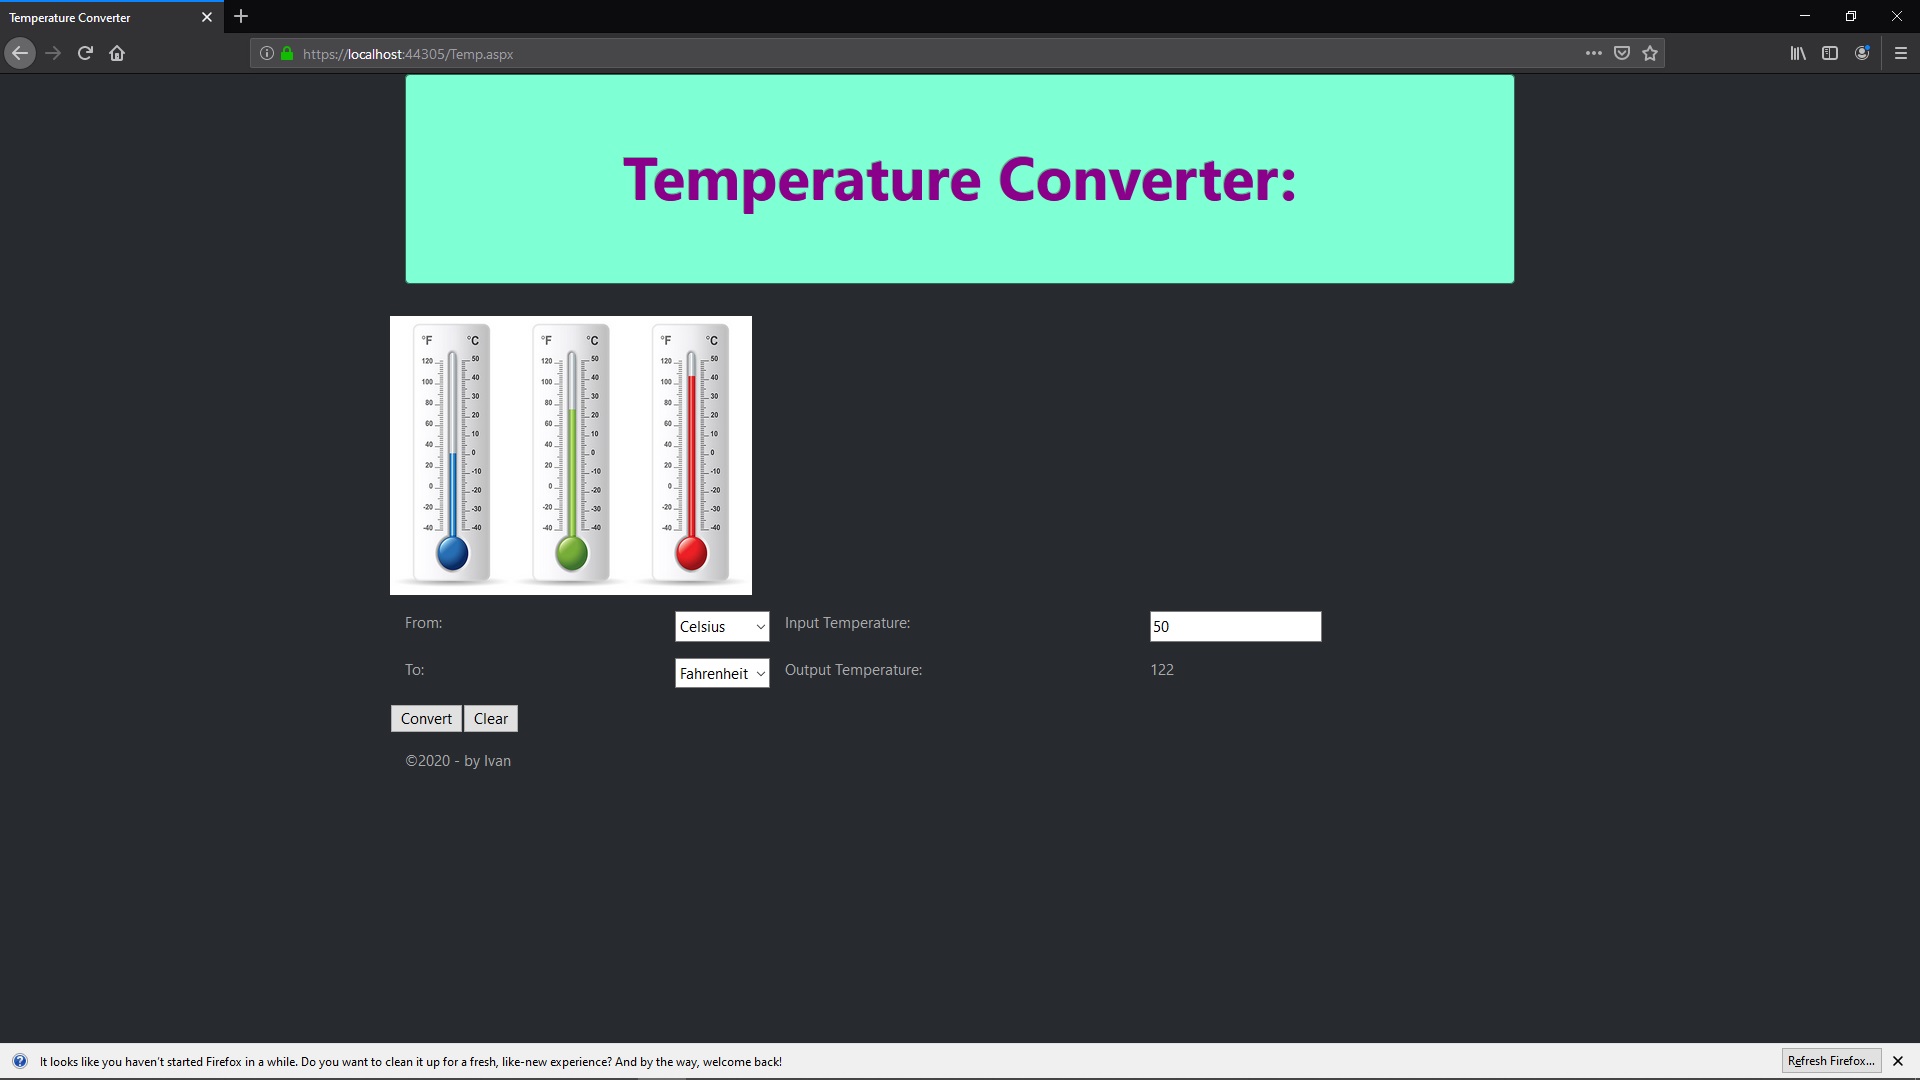 Temperature Converter
https://localhost:44305/Temp.aspx
Temperature Converter:
°F °C °F °C °F °C
120 50 120 50 120 50
100 40 100 40 100 40
80 30 80 30 80 30
60 20 60 20 60 20
40 10 40 10 40 10
20 0 20 0 20 0
0 -10 0 -10 0 -10
-20 -20 -20 -20 -20 -20
-40 -30 -40 -30 -40 -30
-40 -40 -40
From: Celsius Input Temperature: 50
To: Fahrenheit Output Temperature: 122
Convert Clear
©2020 - by Ivan
It looks like you haven't started Firefox in a while. Do you want to clean it up for a fresh, like-new experience? And by the way, welcome back! Refresh Firefox...